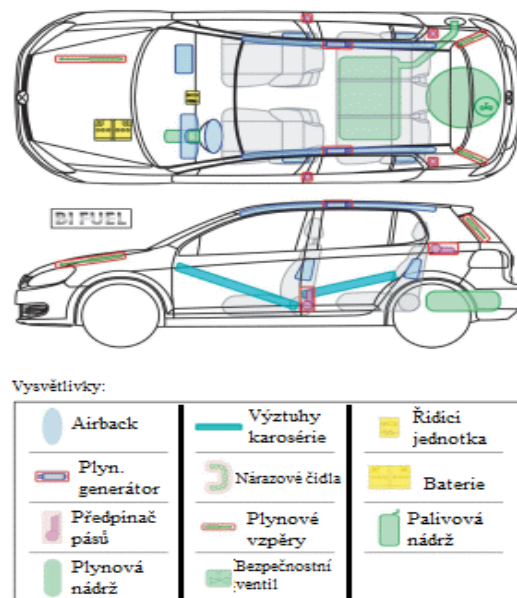 BI FUEL
Vysvětlivky:
Airback
Výztuhy
karosérie
Řídicí
jednotka
Plyn.
generátor
Nárazové čidla
Baterie
Předpínač
pásů
Plynové
vzpěry
Palivová
nádrž
Plynová
nádrž
Bezpečnostní
ventil